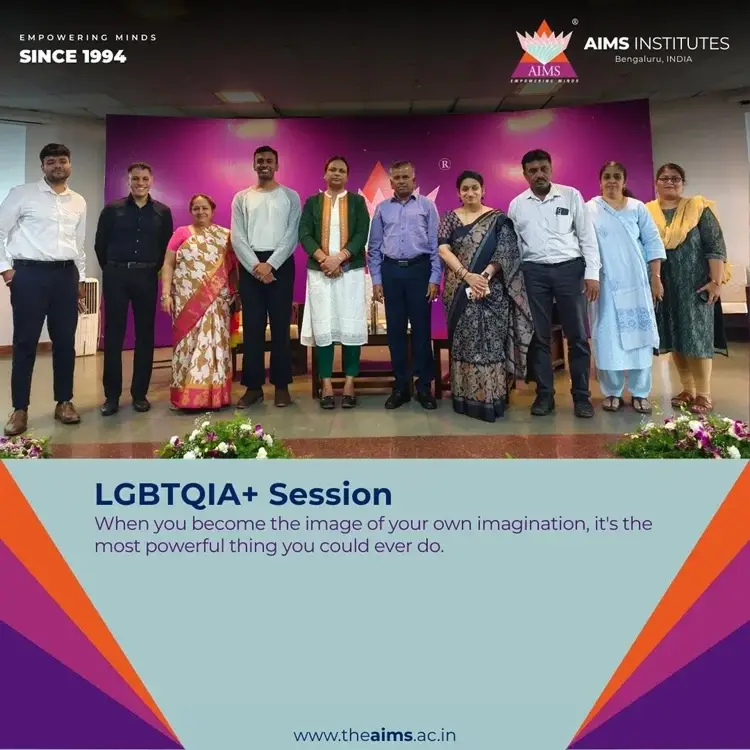 EMPOWERING MINDS
SINCE 1994
®
AIMS
EMPOWERING MINDS
AIMS INSTITUTES
Bengaluru, INDIA
®
LGBTQIA+ Session
When you become the image of your own imagination, it's the
most powerful thing you could ever do.
www.theaims.ac.in